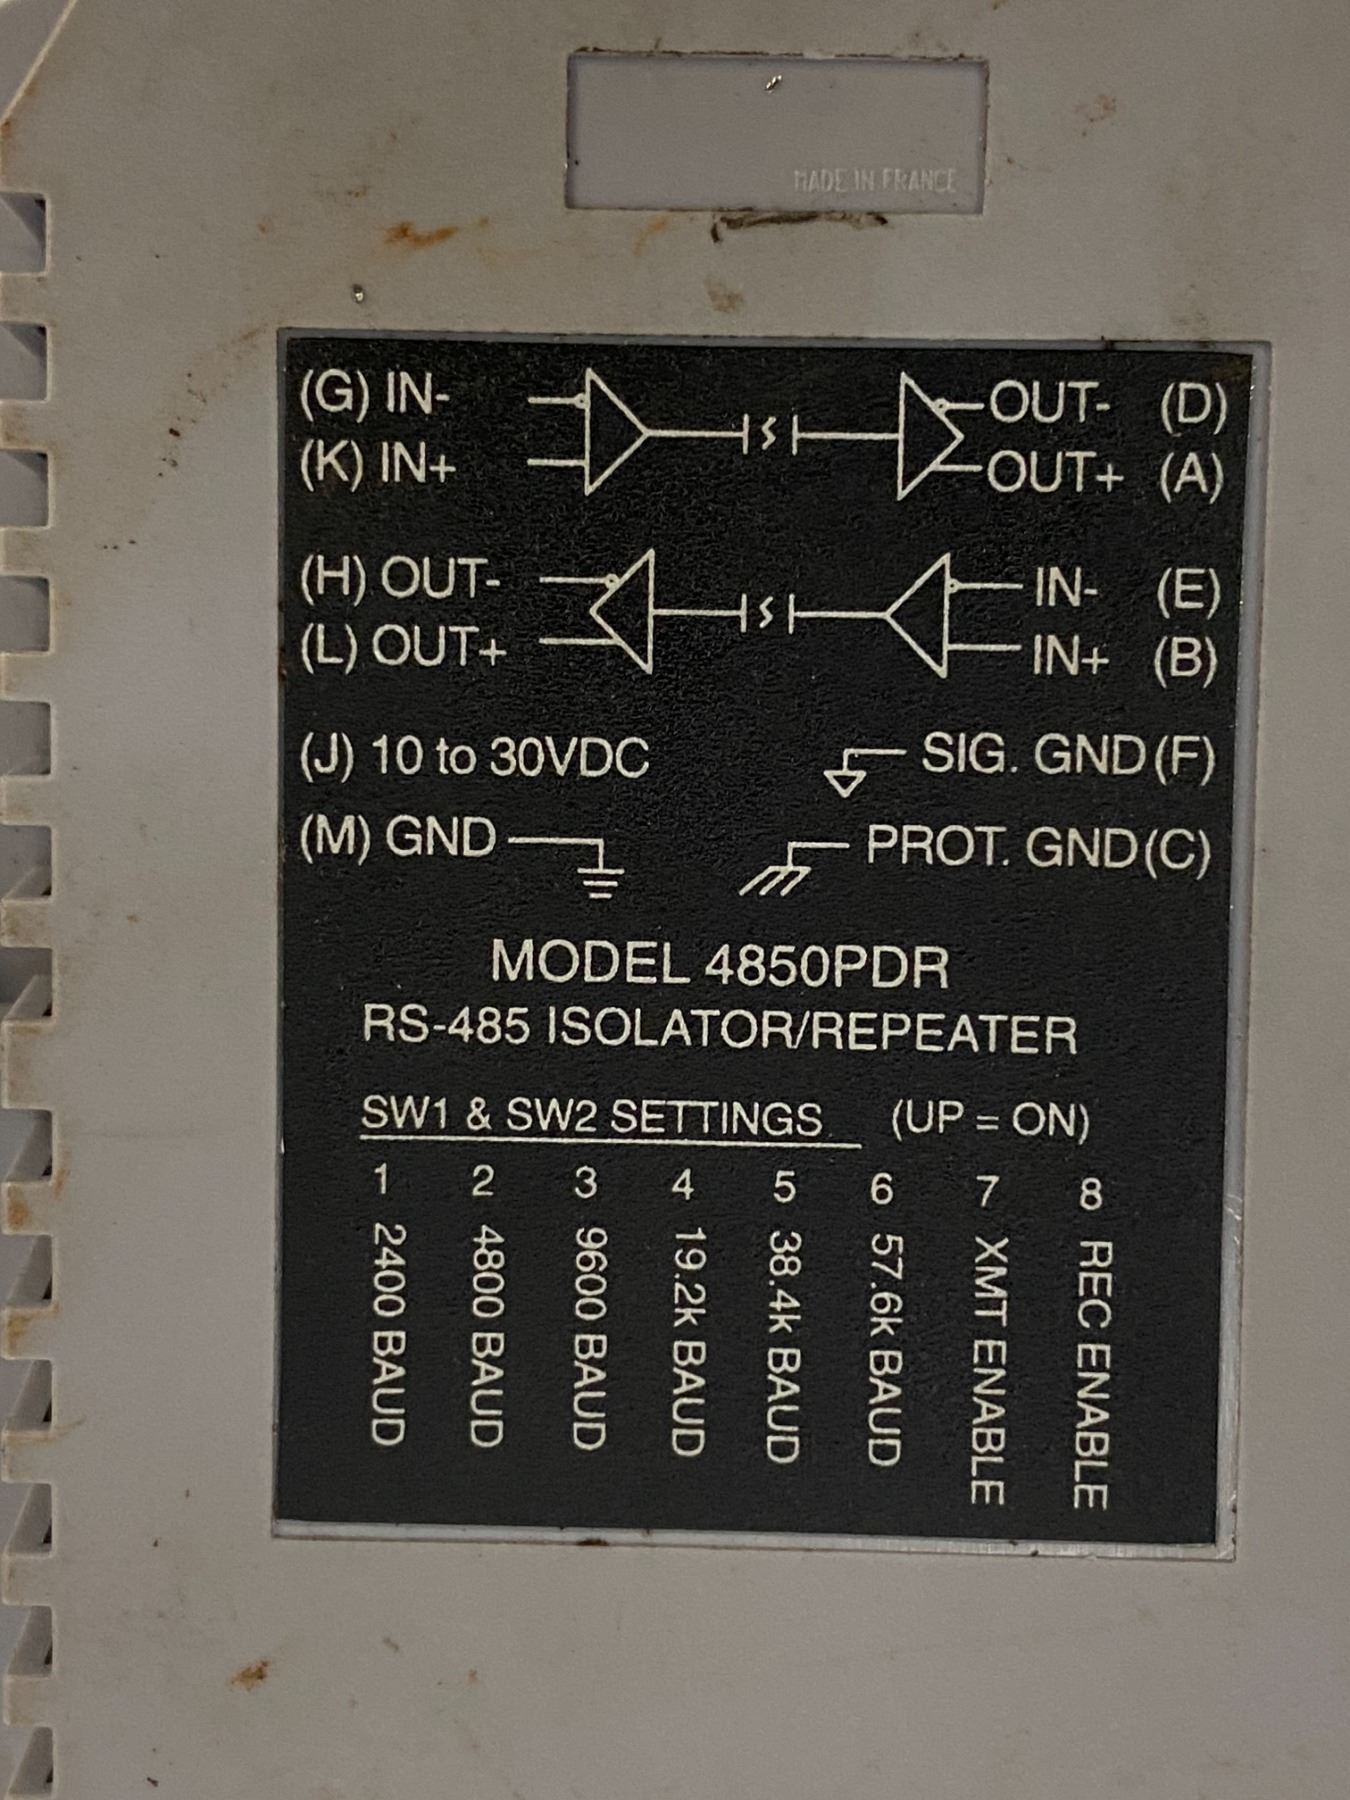 MADE IN FRANCE
(G) IN- OUT- (D)
(K) IN+ OUT+ (A)
(H) OUT- IN- (E)
(L) OUT+ IN+ (B)
(J) 10 to 30VDC SIG. GND (F)
(M) GND PROT. GND (C)
MODEL 4850PDR
RS-485 ISOLATOR/REPEATER
SW1 & SW2 SETTINGS (UP = ON)
1 2 3 4 5 6 7 8
2400 BAUD
4800 BAUD
9600 BAUD
19.2k BAUD
38.4k BAUD
57.6k BAUD
XMT ENABLE
REC ENABLE